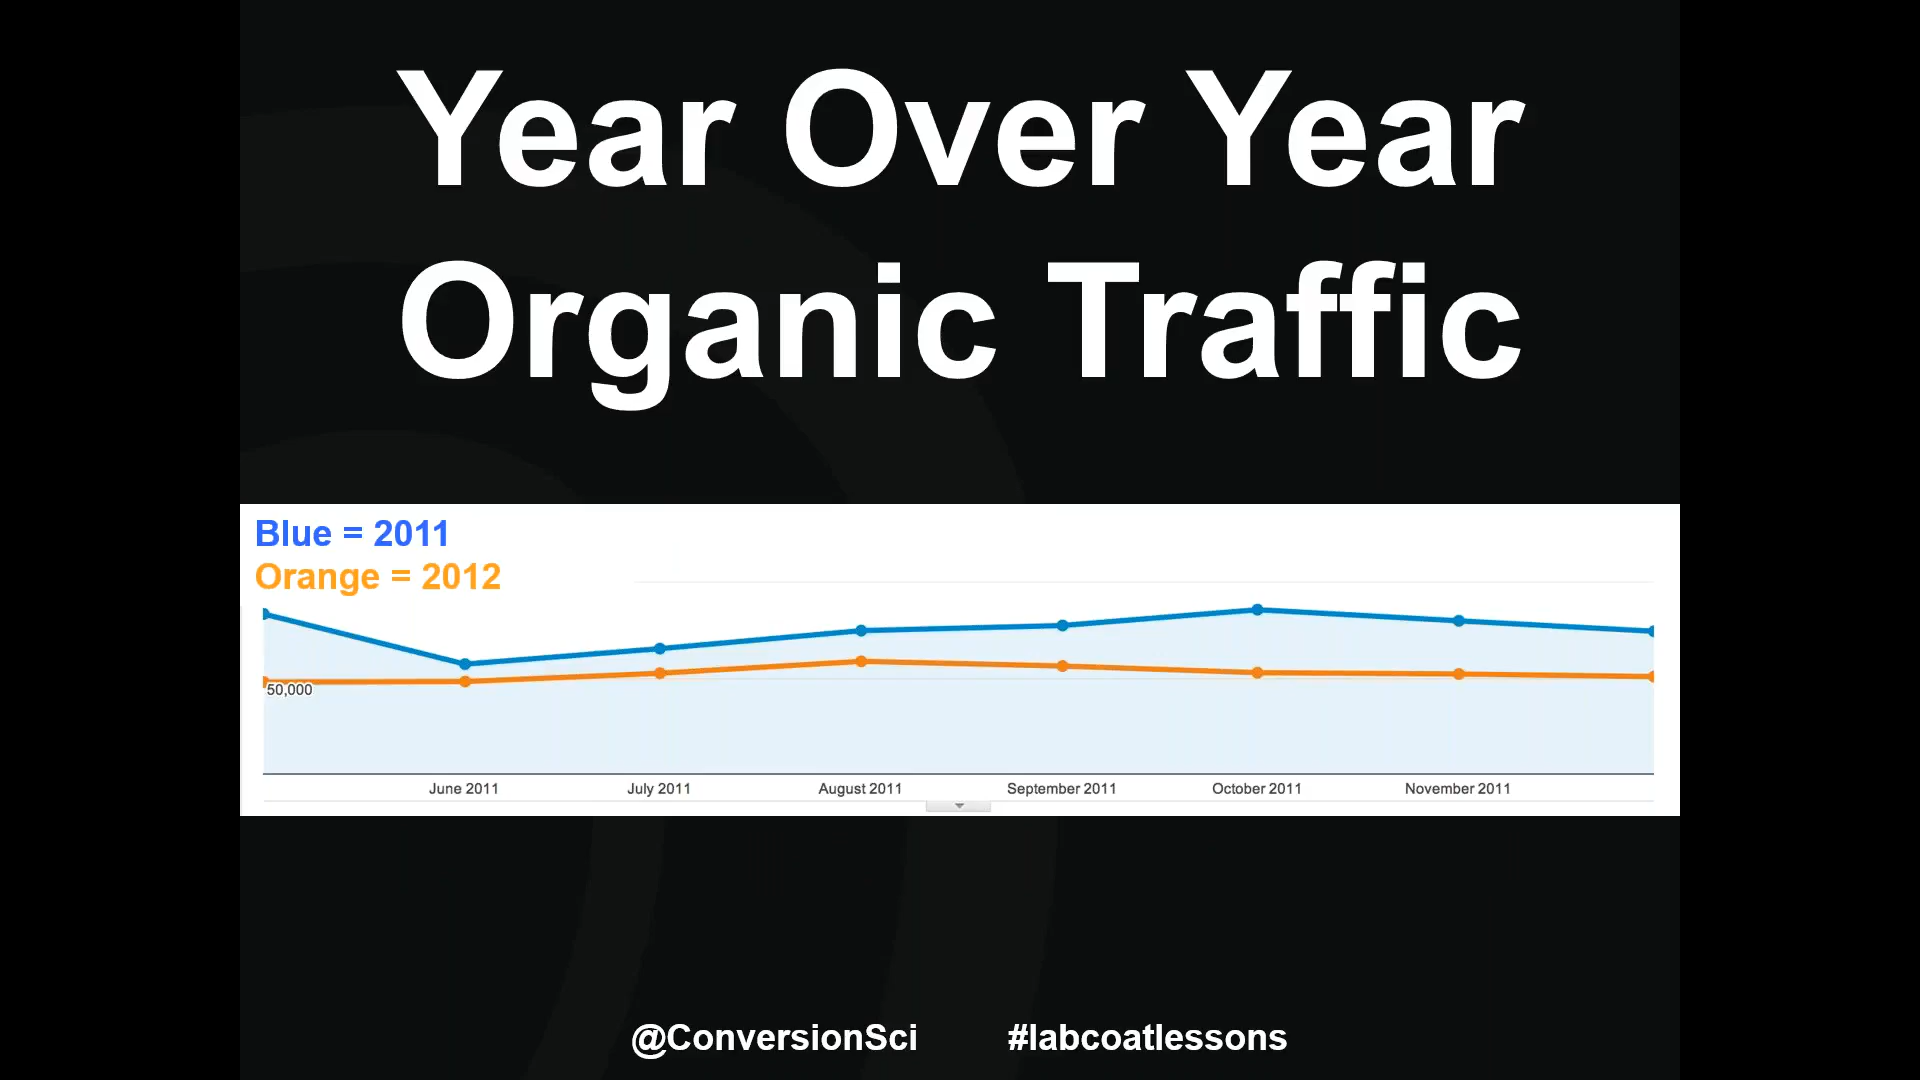 Year Over Year
Organic Traffic
Blue = 2011
Orange = 2012
50,000
June 2011 July 2011 August 2011 September 2011 October 2011 November 2011
@ConversionSci #labcoatlessons